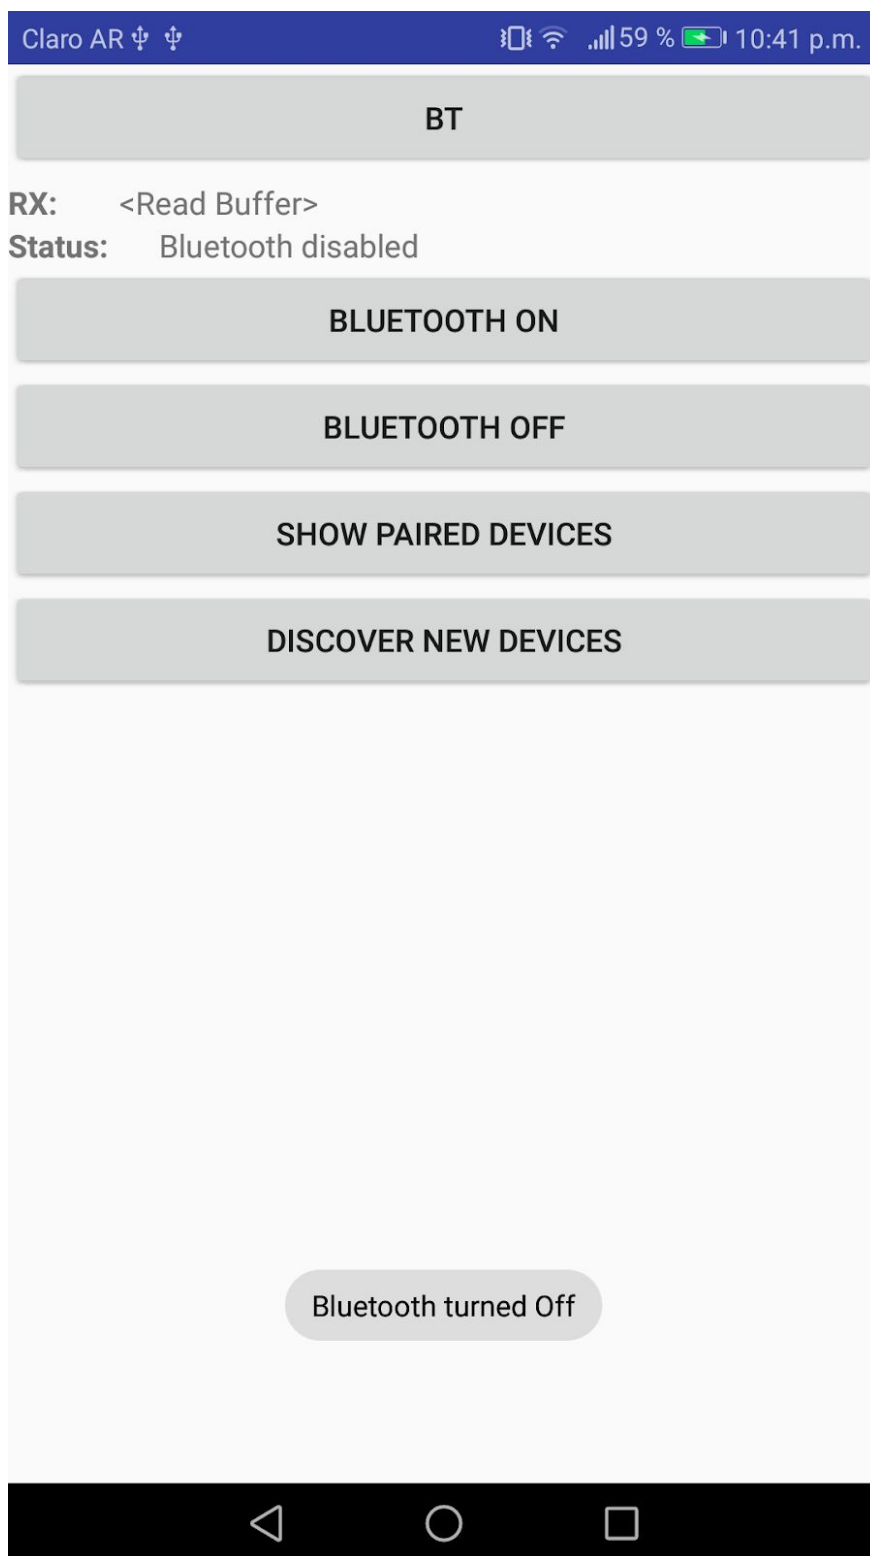 Claro AR 59 % 10:41 p.m.
BT
RX: <Read Buffer>
Status: Bluetooth disabled
BLUETOOTH ON
BLUETOOTH OFF
SHOW PAIRED DEVICES
DISCOVER NEW DEVICES
Bluetooth turned Off